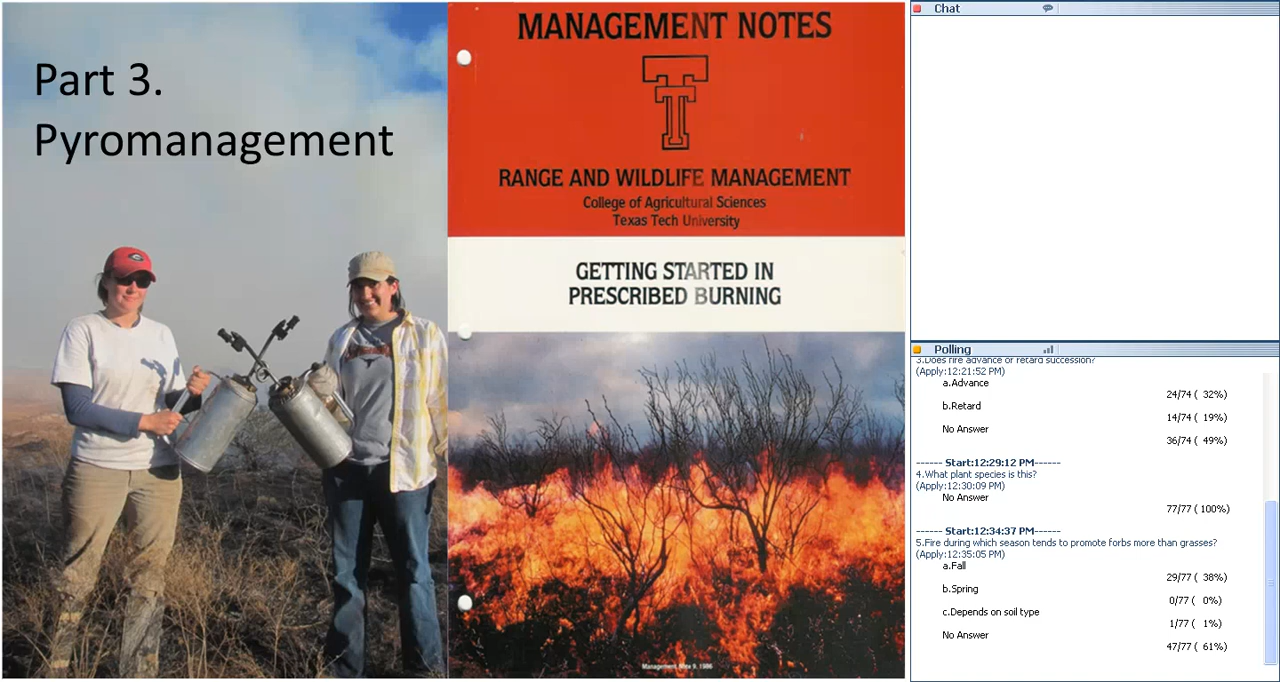 Part 3.
Pyromanagement
MANAGEMENT NOTES
RANGE AND WILDLIFE MANAGEMENT
College of Agricultural Sciences
Texas Tech University
GETTING STARTED IN
PRESCRIBED BURNING
Management, 9, 1986
Chat
Polling
3.Does fire advance or retard succession?
(Apply:12:21:52 PM)
a.Advance
24/74 ( 32%)
b.Retard
14/74 ( 19%)
No Answer
36/74 ( 49%)
------ Start:12:29:12 PM------
4.What plant species is this?
(Apply:12:30:09 PM)
No Answer
77/77 ( 100%)
------ Start:12:34:37 PM------
5.Fire during which season tends to promote forbs more than grasses?
(Apply:12:35:05 PM)
a.Fall
29/77 ( 38%)
b.Spring
0/77 ( 0%)
c.Depends on soil type
1/77 ( 1%)
No Answer
47/77 ( 61%)